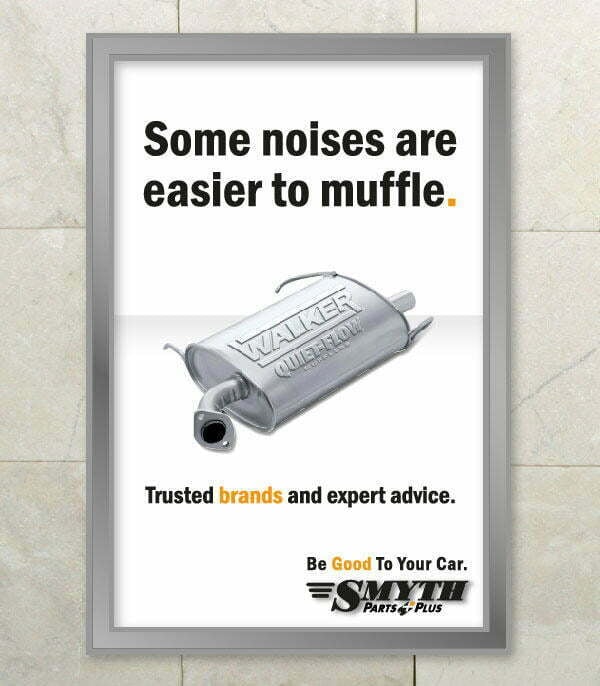 Some noises are
easier to muffle.
WALKER
QUIET-FLOW
Trusted brands and expert advice.
Be Good To Your Car.
SMYTH
PARTS PLUS